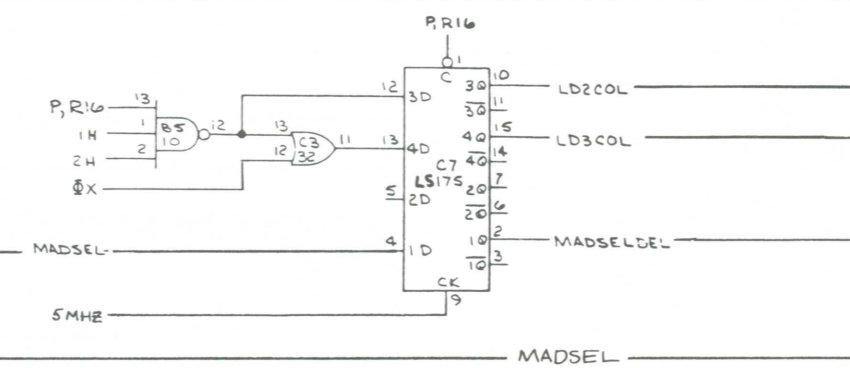 P,R16
1
C
P,R16 13
1H 1
2H 2
B5
10
12
13
12
C3
32
11
ΦX
12 3D
13 4D
5 2D
4 1D
C7
LS175
3Q 10 LD2COL
3Q 11
4Q 15 LD3COL
4Q 14
2Q 7
2Q 6
1Q 2 MADSELDEL
1Q 3
CK
9
MADSEL
5MHZ
MADSEL